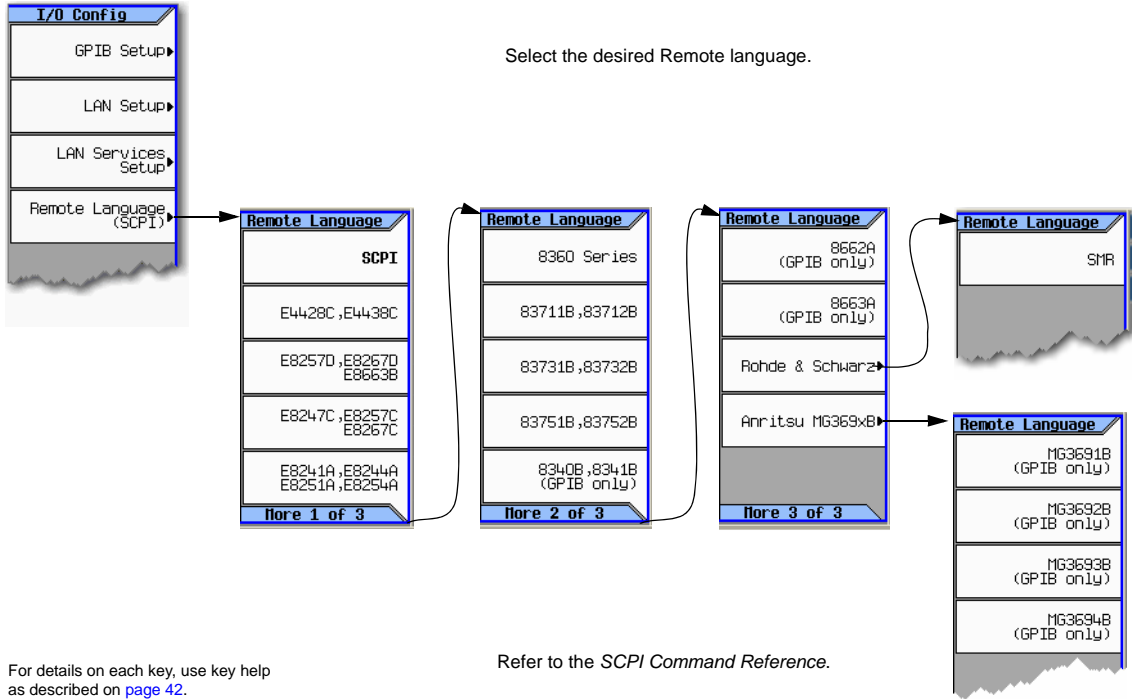 I/O Config
GPIB Setup
LAN Setup
LAN Services
Setup
Remote Language
(SCPI)
Select the desired Remote language.
Remote Language
SCPI
E4428C,E4438C
E8257D,E8267D
E8663B
E8247C,E8257C
E8267C
E8241A,E8244A
E8251A,E8254A
More 1 of 3
Remote Language
8360 Series
83711B,83712B
83731B,83732B
83751B,83752B
8340B,8341B
(GPIB only)
More 2 of 3
Remote Language
8662A
(GPIB only)
8663A
(GPIB only)
Rohde & Schwarz
Anritsu MG369xB
More 3 of 3
Remote Language
SMR
Remote Language
MG3691B
(GPIB only)
MG3692B
(GPIB only)
MG3693B
(GPIB only)
MG3694B
(GPIB only)
For details on each key, use key help
as described on page 42.
Refer to the SCPI Command Reference.